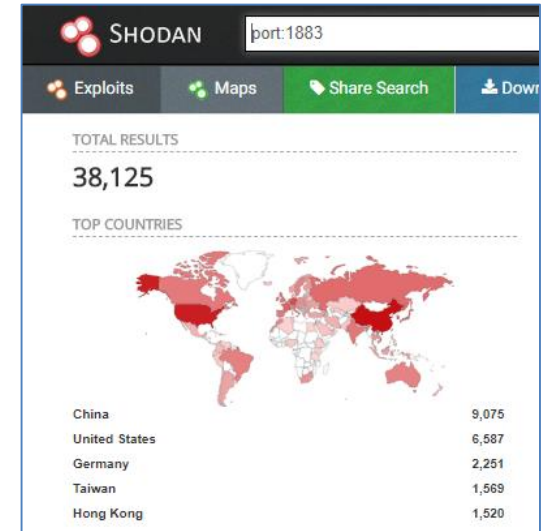 SHODAN port:1883
Exploits Maps Share Search Down
TOTAL RESULTS
38,125
TOP COUNTRIES
China 9,075
United States 6,587
Germany 2,251
Taiwan 1,569
Hong Kong 1,520